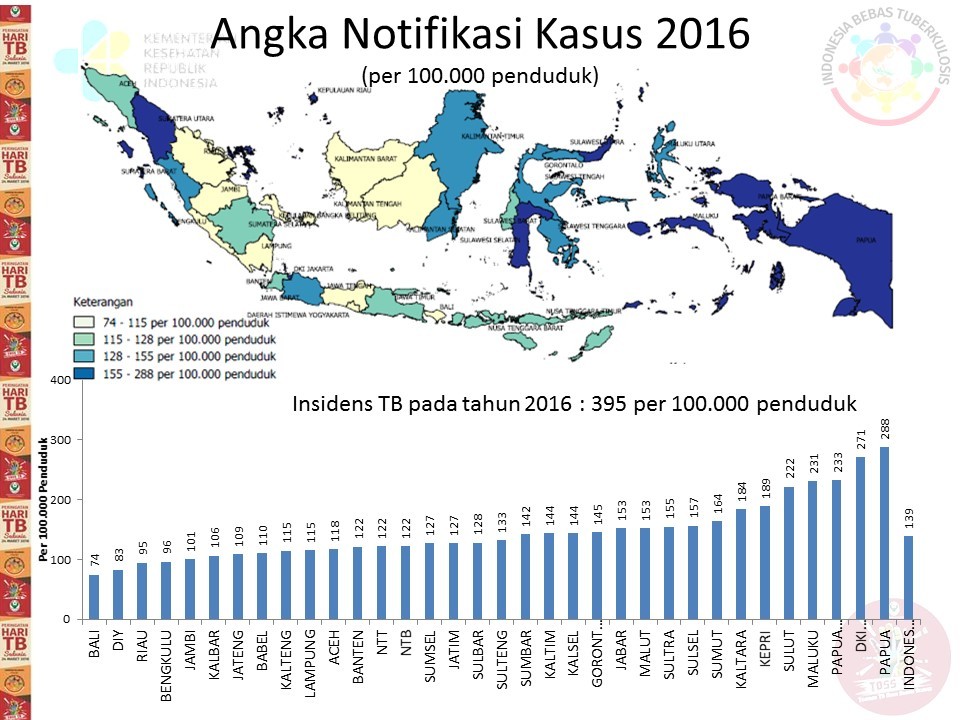 Angka Notifikasi Kasus 2016
(per 100.000 penduduk)
KEMENTER
KESEHATAN
REPUBLIK
INDONESIA
INDONESIA BEBAS TUBERKULOSIS
PERINGATAN
HARI
TB
Sedunia
24 MARET 2016
ACEH
SUMATERA UTARA
KEPULAUAN RIAU
SUMATERA BARAT
JAMBI
BENGKULU
SUMATERA SELATAN
KEPULAUAN BANGKA BELITUNG
LAMPUNG
DKI JAKARTA
BANTEN
JAWA BARAT
JAWA TENGAH
DAERAH ISTIMEWA YOGYAKARTA
JAWA TIMUR
BALI
NUSA TENGGARA BARAT
NUSA TENGGARA TIMUR
KALIMANTAN BARAT
KALIMANTAN TENGAH
KALIMANTAN SELATAN
KALIMANTAN TIMUR
SULAWESI UTARA
GORONTALO
SULAWESI TENGAH
SULAWESI BARAT
SULAWESI SELATAN
SULAWESI TENGGARA
MALUKU UTARA
MALUKU
PAPUA BARAT
PAPUA
Keterangan
74 - 115 per 100.000 penduduk
115 - 128 per 100.000 penduduk
128 - 155 per 100.000 penduduk
155 - 288 per 100.000 penduduk
Insidens TB pada tahun 2016 : 395 per 100.000 penduduk
Per 100.000 Penduduk
400
300
200
100
0
74 83 95 96 101 106 109 110 115 115 118 122 122 122 127 127 128 133 142 144 144 145 153 153 155 157 164 184 189 222 231 233 271 288 139
BALI
DIY
RIAU
BENGKULU
JAMBI
KALBAR
JATENG
BABEL
KALTENG
LAMPUNG
ACEH
BANTEN
NTT
NTB
SUMSEL
JATIM
SULBAR
SULTENG
SUMBAR
KALTIM
KALSEL
GORONT...
JABAR
MALUT
SULTRA
SULSEL
SUMUT
KALTARA
KEPRI
SULUT
MALUKU
PAPUA...
DKI...
PAPUA
INDONES...
TOSS